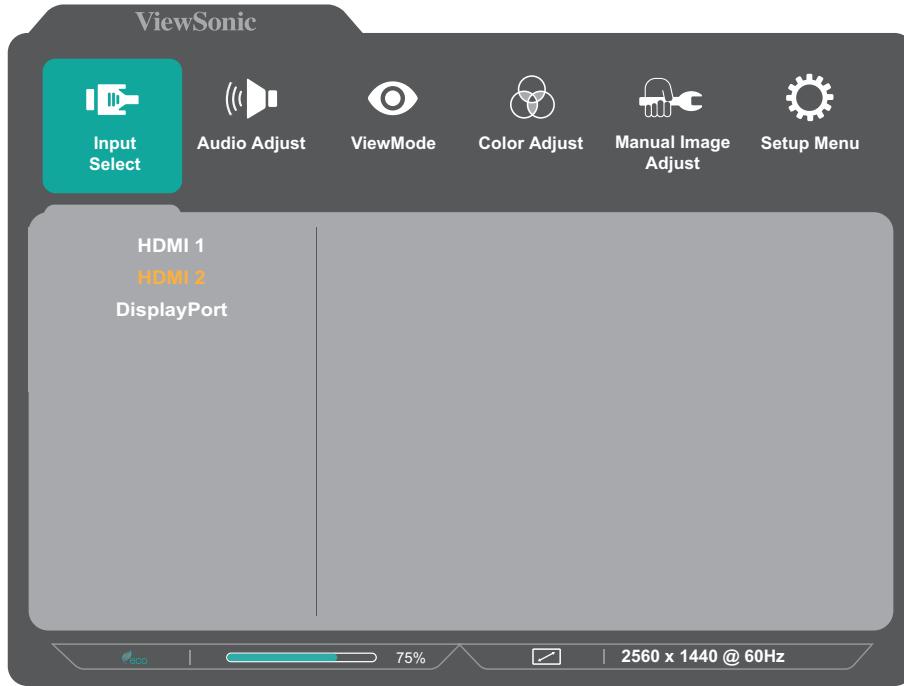 ViewSonic
Input
Select
Audio Adjust
ViewMode
Color Adjust
Manual Image
Adjust
Setup Menu
HDMI 1
HDMI 2
DisplayPort
eco
75%
2560 x 1440 @ 60Hz